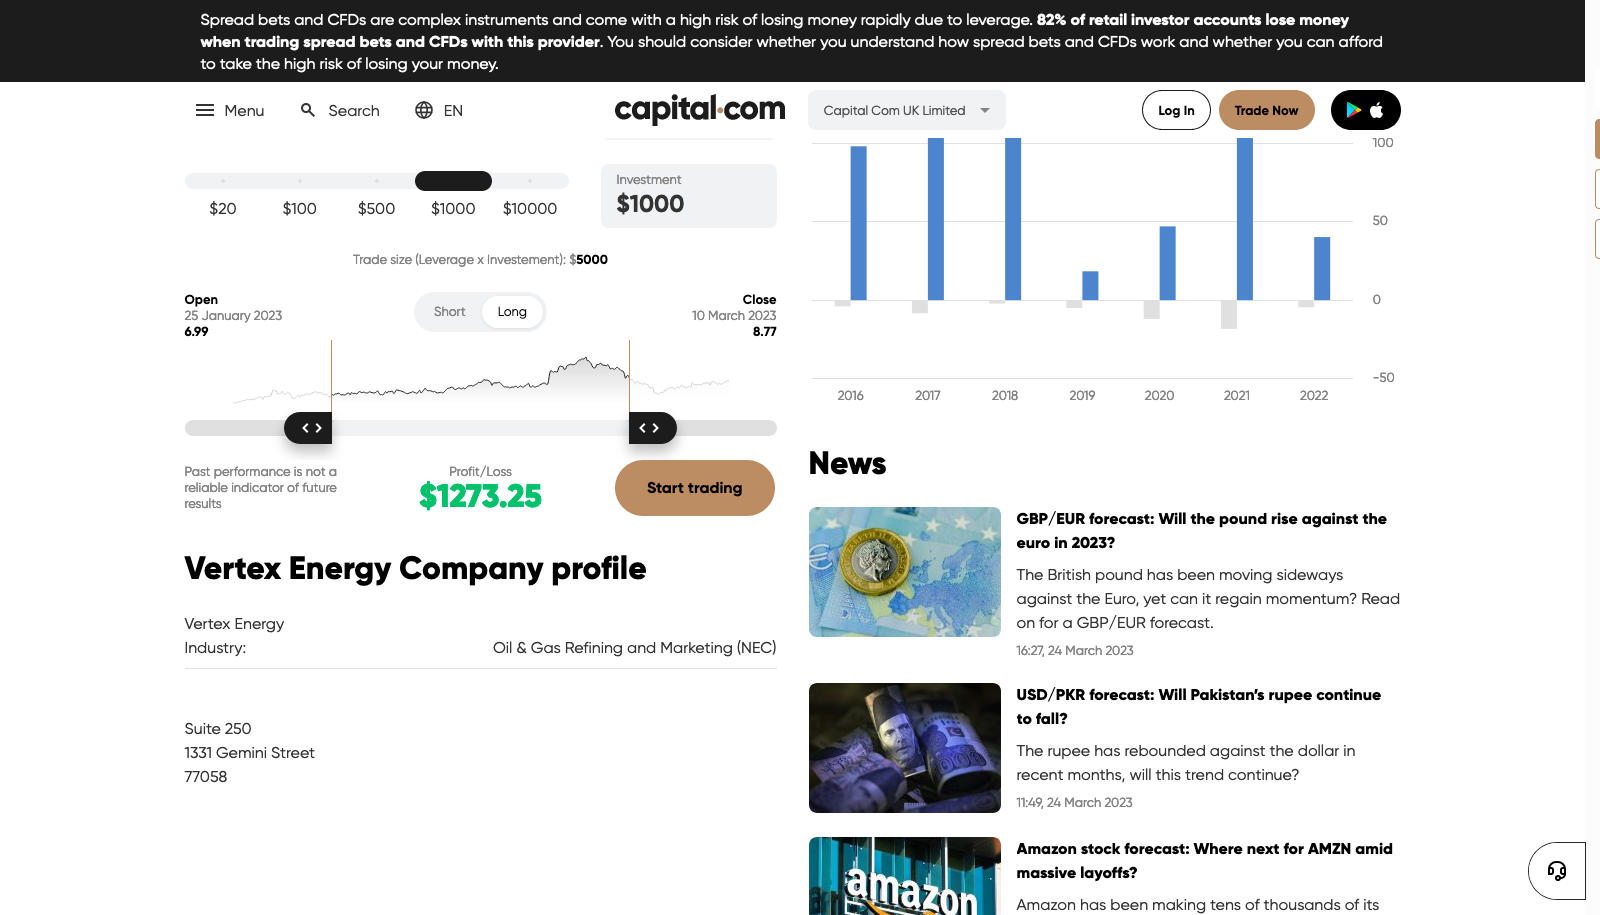 Spread bets and CFDs are complex instruments and come with a high risk of losing money rapidly due to leverage. 82% of retail investor accounts lose money
when trading spread bets and CFDs with this provider. You should consider whether you understand how spread bets and CFDs work and whether you can afford
to take the high risk of losing your money.
Menu
Search
EN
capital.com
Capital Com UK Limited
Log In
Trade Now
$20
$100
$500
$1000
$10000
Investment
$1000
Trade size (Leverage x Investement): $5000
Open
25 January 2023
6.99
Short
Long
Close
10 March 2023
8.77
Past performance is not a
reliable indicator of future
results
Profit/Loss
$1273.25
Start trading
Vertex Energy Company profile
Vertex Energy
Industry:
Oil & Gas Refining and Marketing (NEC)
Suite 250
1331 Gemini Street
77058
100
50
0
-50
2016
2017
2018
2019
2020
2021
2022
News
GBP/EUR forecast: Will the pound rise against the
euro in 2023?
The British pound has been moving sideways
against the Euro, yet can it regain momentum? Read
on for a GBP/EUR forecast.
16:27, 24 March 2023
USD/PKR forecast: Will Pakistan's rupee continue
to fall?
The rupee has rebounded against the dollar in
recent months, will this trend continue?
11:49, 24 March 2023
amazon
Amazon stock forecast: Where next for AMZN amid
massive layoffs?
Amazon has been making tens of thousands of its